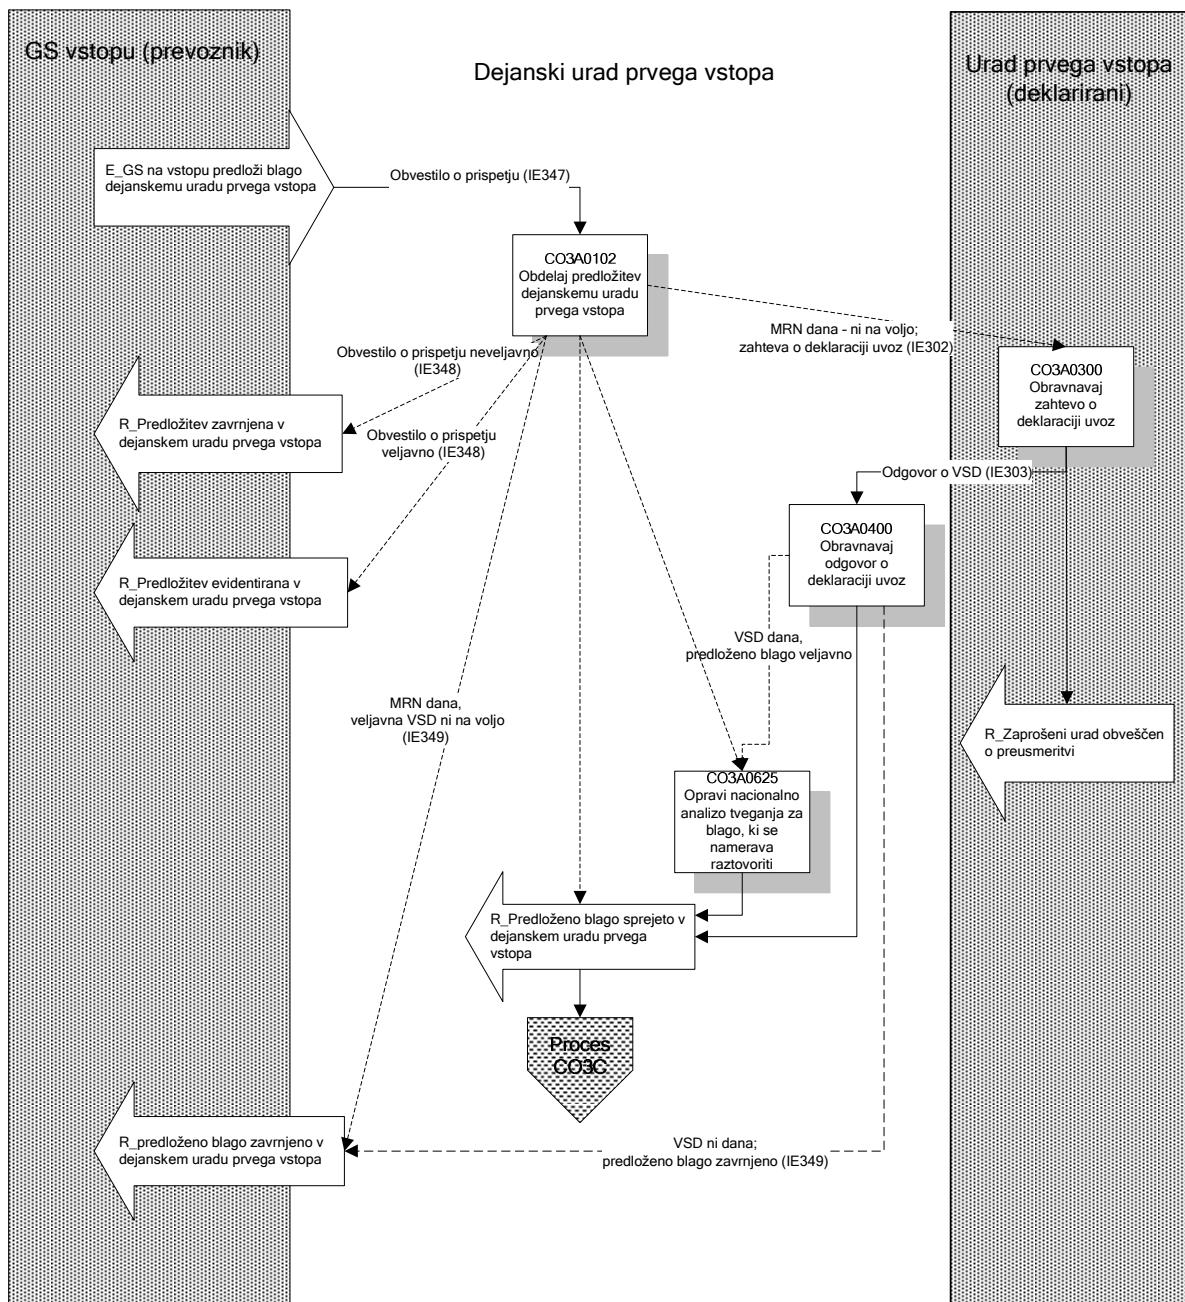 GS vstopu (prevoznik)
Dejanski urad prvega vstopa
Urad prvega vstopa
(deklarirani)
E_GS na vstopu predloži blago
dejanskemu uradu prvega vstopa
Obvestilo o prispetju (IE347)
CO3A0102
Obdelaj predložitev
dejanskemu uradu
prvega vstopa
MRN dana - ni na voljo;
zahteva o deklaraciji uvoz (IE302)
Obvestilo o prispetju neveljavno
(IE348)
CO3A0300
Obravnavaj
zahtevo o
deklaraciji uvoz
R_Predložitev zavrnjena v
dejanskem uradu prvega vstopa
Obvestilo o prispetju
veljavno (IE348)
Odgovor o VSD (IE303)
CO3A0400
Obravnavaj
odgovor o
deklaraciji uvoz
R_Predložitev evidentirana v
dejanskem uradu prvega vstopa
VSD dana,
predloženo blago veljavno
MRN dana,
veljavna VSD ni na voljo
(IE349)
R_Zaprošeni urad obveščen
o preusmeritvi
CO3A0625
Opravi nacionalno
analizo tveganja za
blago, ki se
namerava
raztovoriti
R_Predloženo blago sprejeto v
dejanskem uradu prvega
vstopa
Proces
CO3C
R_predloženo blago zavrnjeno v
dejanskem uradu prvega vstopa
VSD ni dana;
predloženo blago zavrnjeno (IE349)